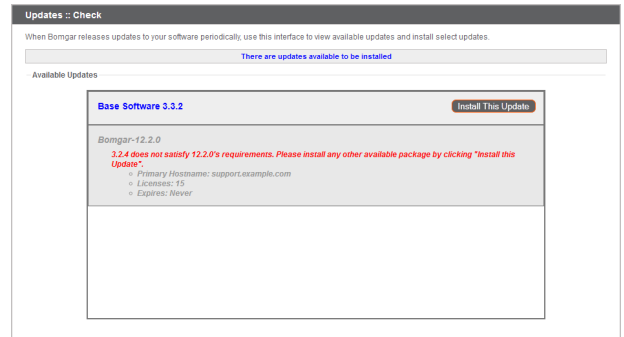 Updates :: Check
When Bomgar releases updates to your software periodically, use this interface to view available updates and install select updates.
There are updates available to be installed
Available Updates
Base Software 3.3.2
Install This Update
Bomgar-12.2.0
3.2.4 does not satisfy 12.2.0's requirements. Please install any other available package by clicking "Install this
Update".
Primary Hostname: support.example.com
Licenses: 15
Expires: Never